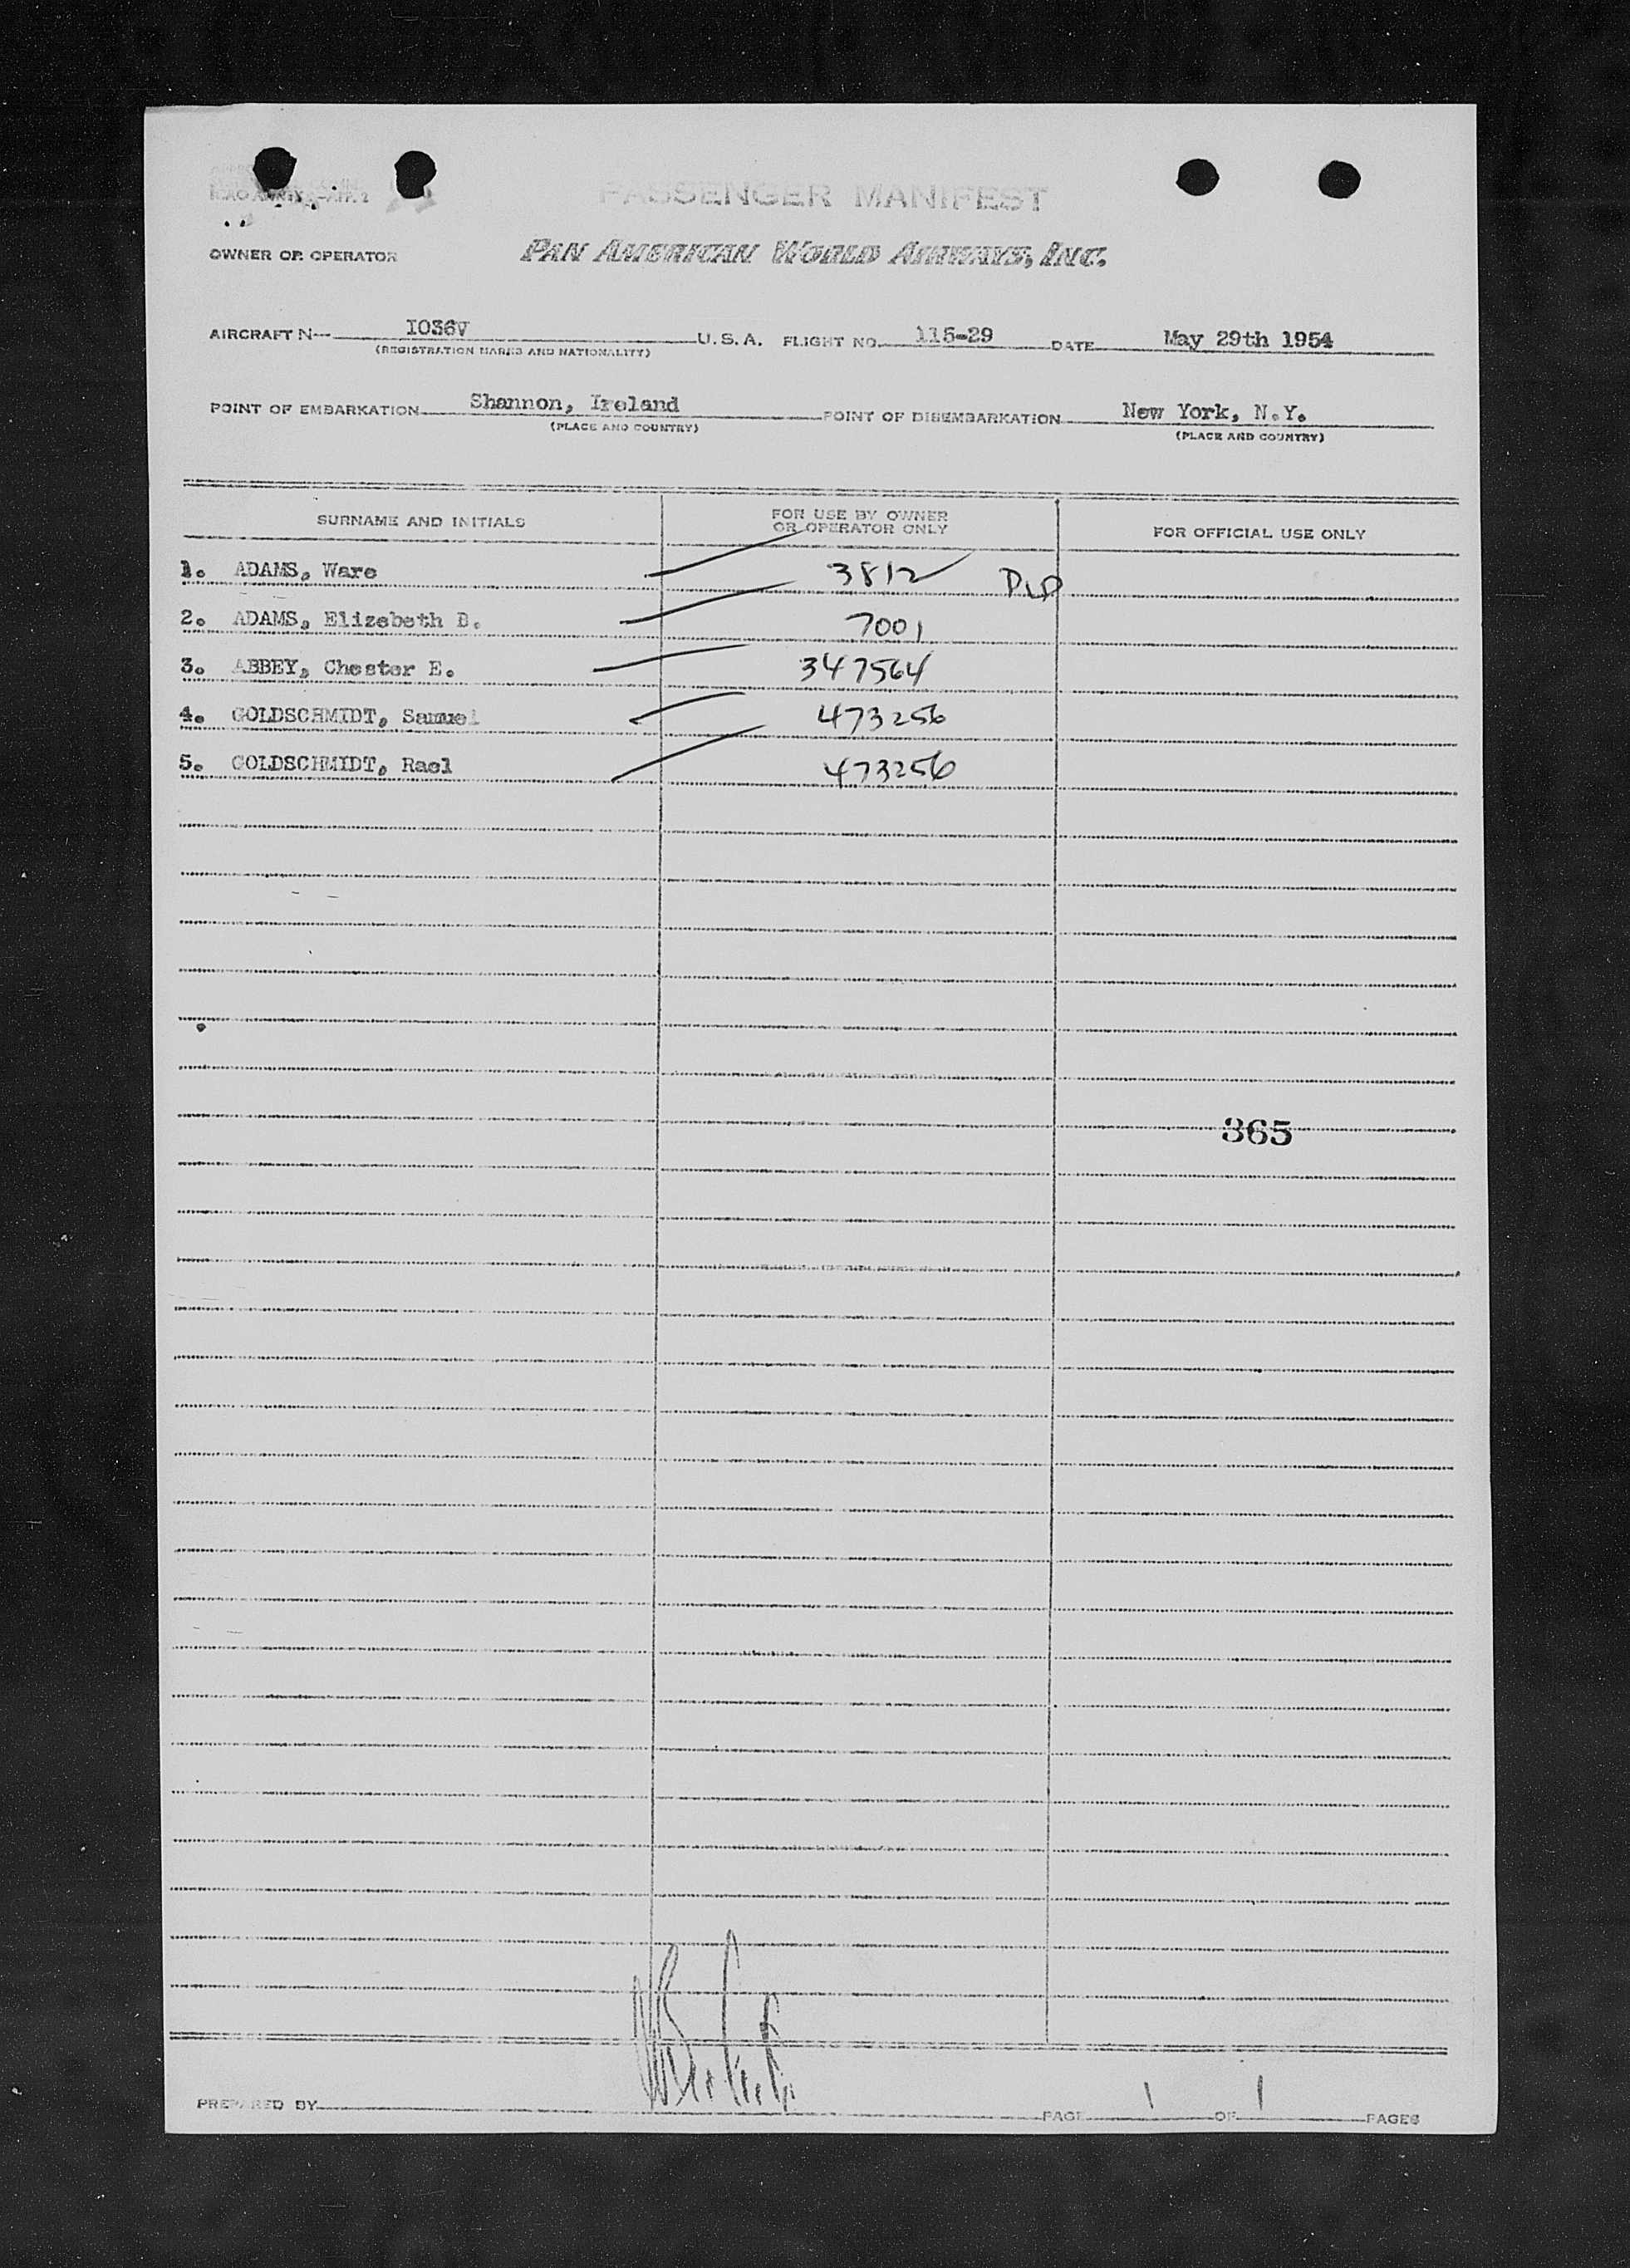 PASSENGER MANIFEST
OWNER OR OPERATOR PAN AMERICAN WORLD AIRWAYS, INC.
AIRCRAFT N— 1036V U.S.A. FLIGHT NO. 115-29 DATE May 29th 1954
(REGISTRATION MARKS AND NATIONALITY)
POINT OF EMBARKATION Shannon, Ireland POINT OF DISEMBARKATION New York, N.Y.
(PLACE AND COUNTRY) (PLACE AND COUNTRY)
SURNAME AND INITIALS FOR USE BY OWNER OR OPERATOR ONLY FOR OFFICIAL USE ONLY
1. ADAMS, Ware 3812
2. ADAMS, Elizebeth B. 7001
3. ABBEY, Chester E. 347564
4. GOLDSCHMIDT, Samuel 473256
5. GOLDSCHMIDT, Rael 473256
365
PREPARED BY PAGE 1 OF 1 PAGES